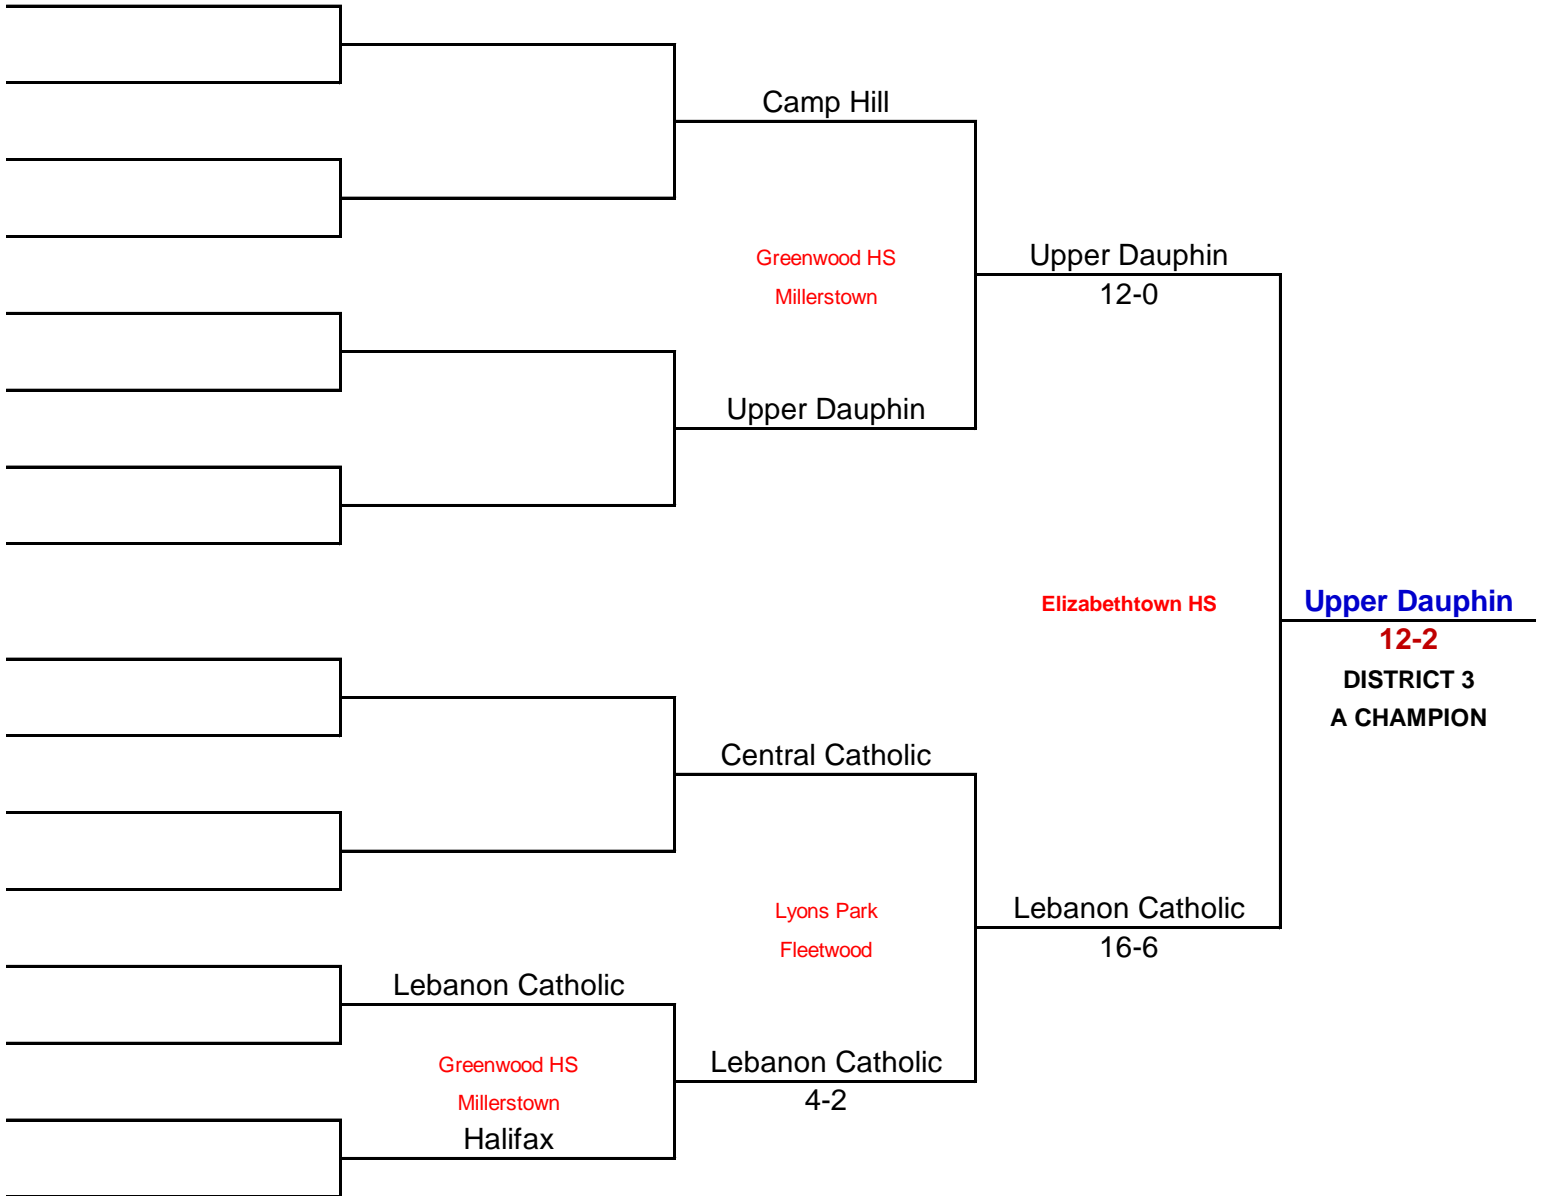 Camp Hill
Greenwood HS
Millerstown
Upper Dauphin
12-0
Upper Dauphin
Elizabethtown HS
Upper Dauphin
12-2
DISTRICT 3
A CHAMPION
Central Catholic
Lyons Park
Fleetwood
Lebanon Catholic
16-6
Lebanon Catholic
Greenwood HS
Millerstown
Halifax
Lebanon Catholic
4-2